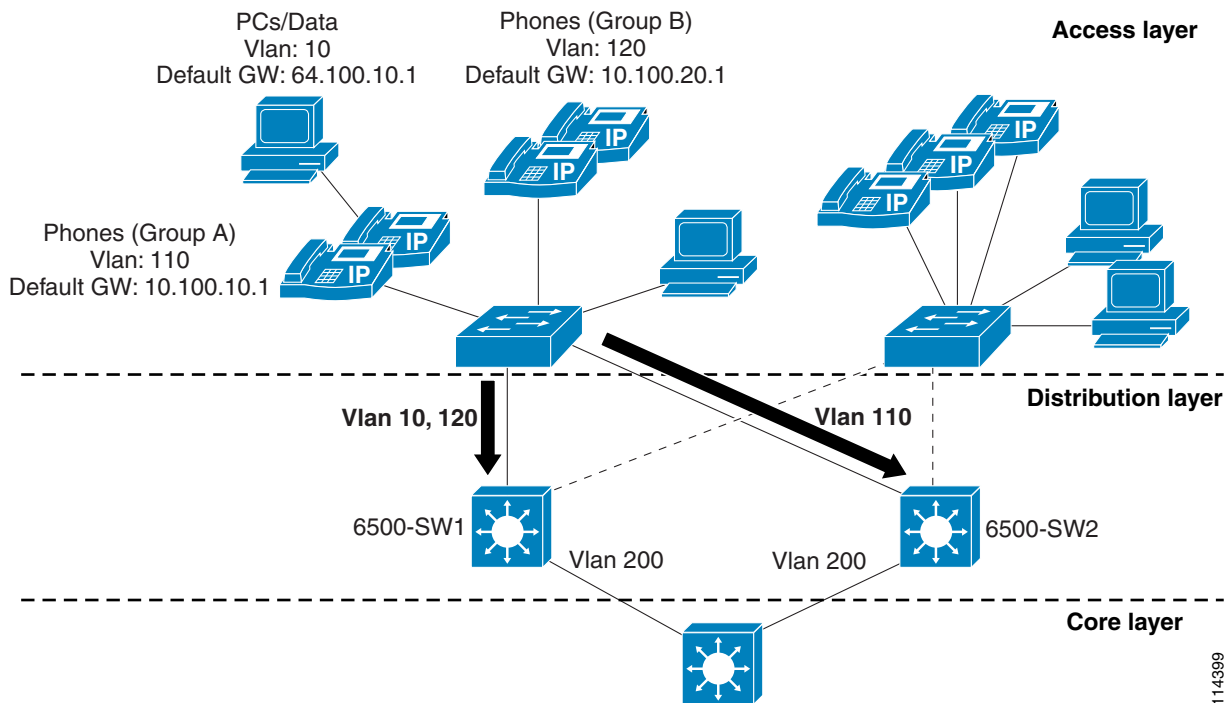 PCs/Data
Vlan: 10
Default GW: 64.100.10.1
Phones (Group B)
Vlan: 120
Default GW: 10.100.20.1
Access layer
IP
IP
IP
IP
IP
Phones (Group A)
Vlan: 110
Default GW: 10.100.10.1
IP
IP
Distribution layer
Vlan 10, 120
Vlan 110
6500-SW1
6500-SW2
Vlan 200
Vlan 200
Core layer
114399